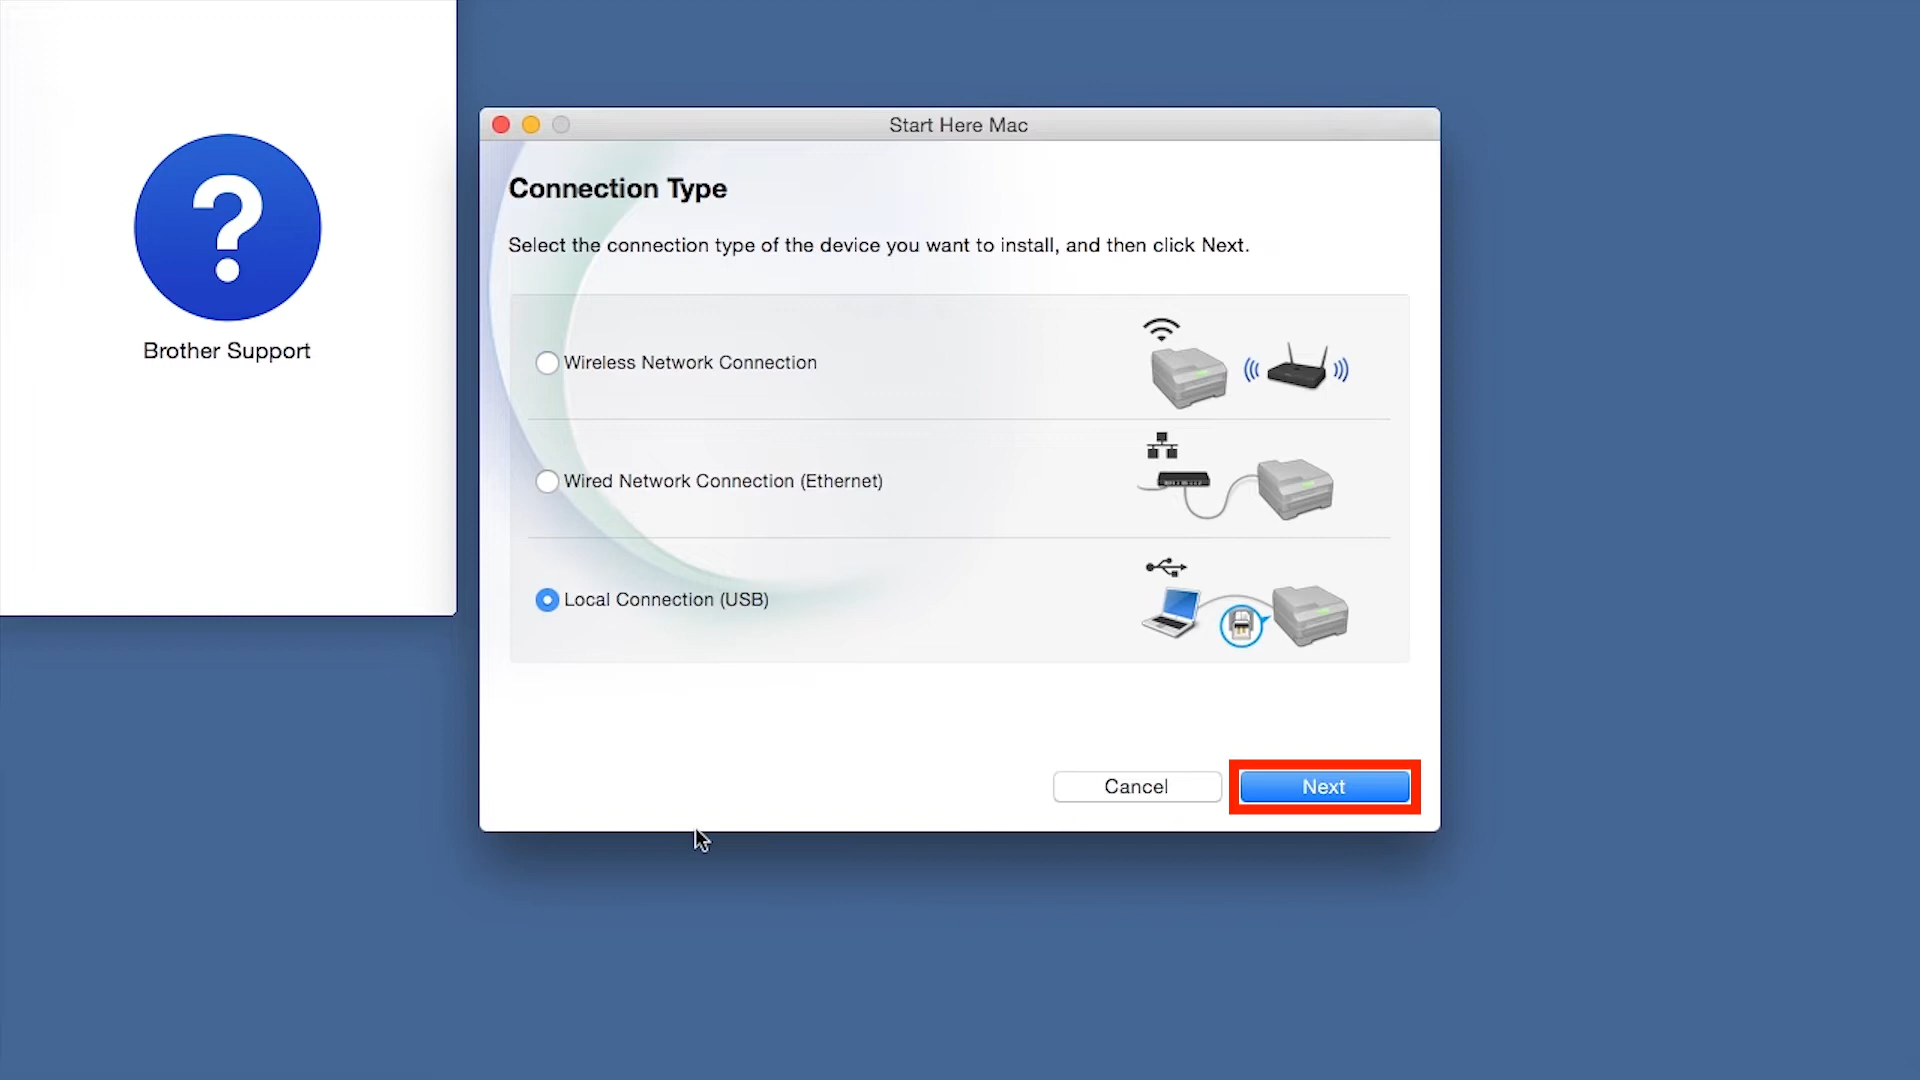 Start Here Mac
Connection Type
Select the connection type of the device you want to install, and then click Next.
Wireless Network Connection
Wired Network Connection (Ethernet)
Local Connection (USB)
Cancel
Next
?
Brother Support